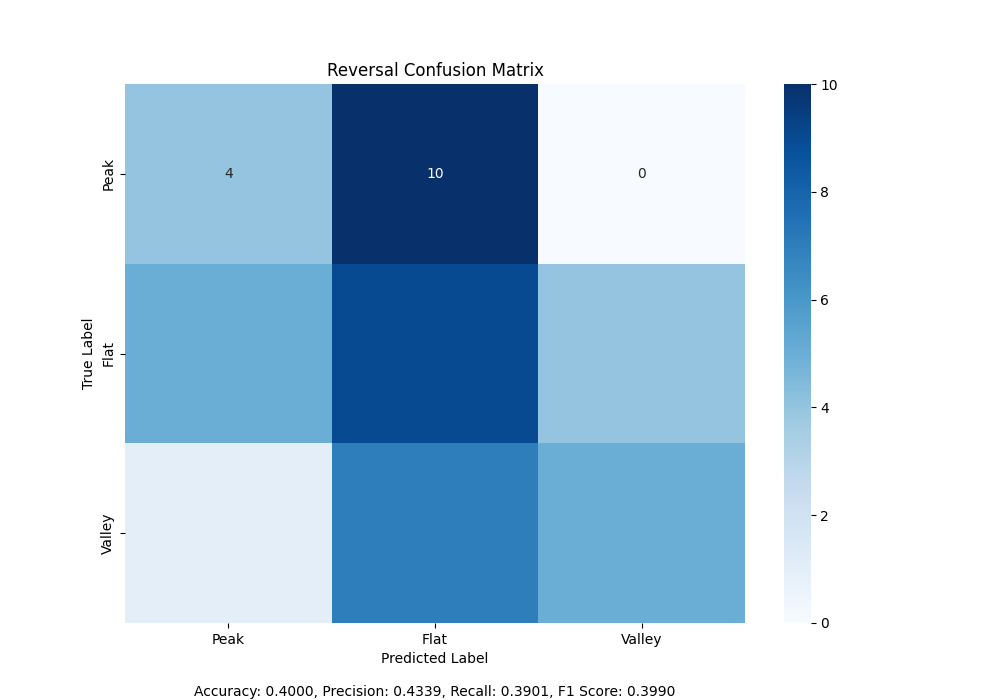 Reversal Confusion Matrix
10
Peak
4
10
0
8
6
True Label
Flat
4
2
Valley
0
Peak
Flat
Valley
Predicted Label
Accuracy: 0.4000, Precision: 0.4339, Recall: 0.3901, F1 Score: 0.3990